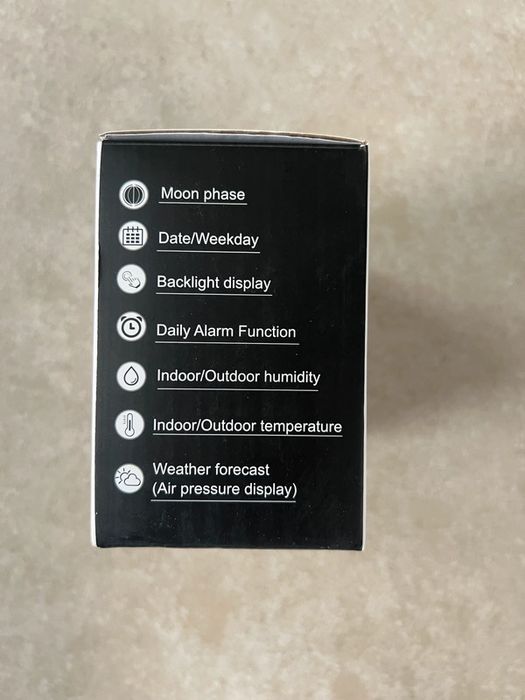 Moon phase
Date/Weekday
Backlight display
Daily Alarm Function
Indoor/Outdoor humidity
Indoor/Outdoor temperature
Weather forecast
(Air pressure display)